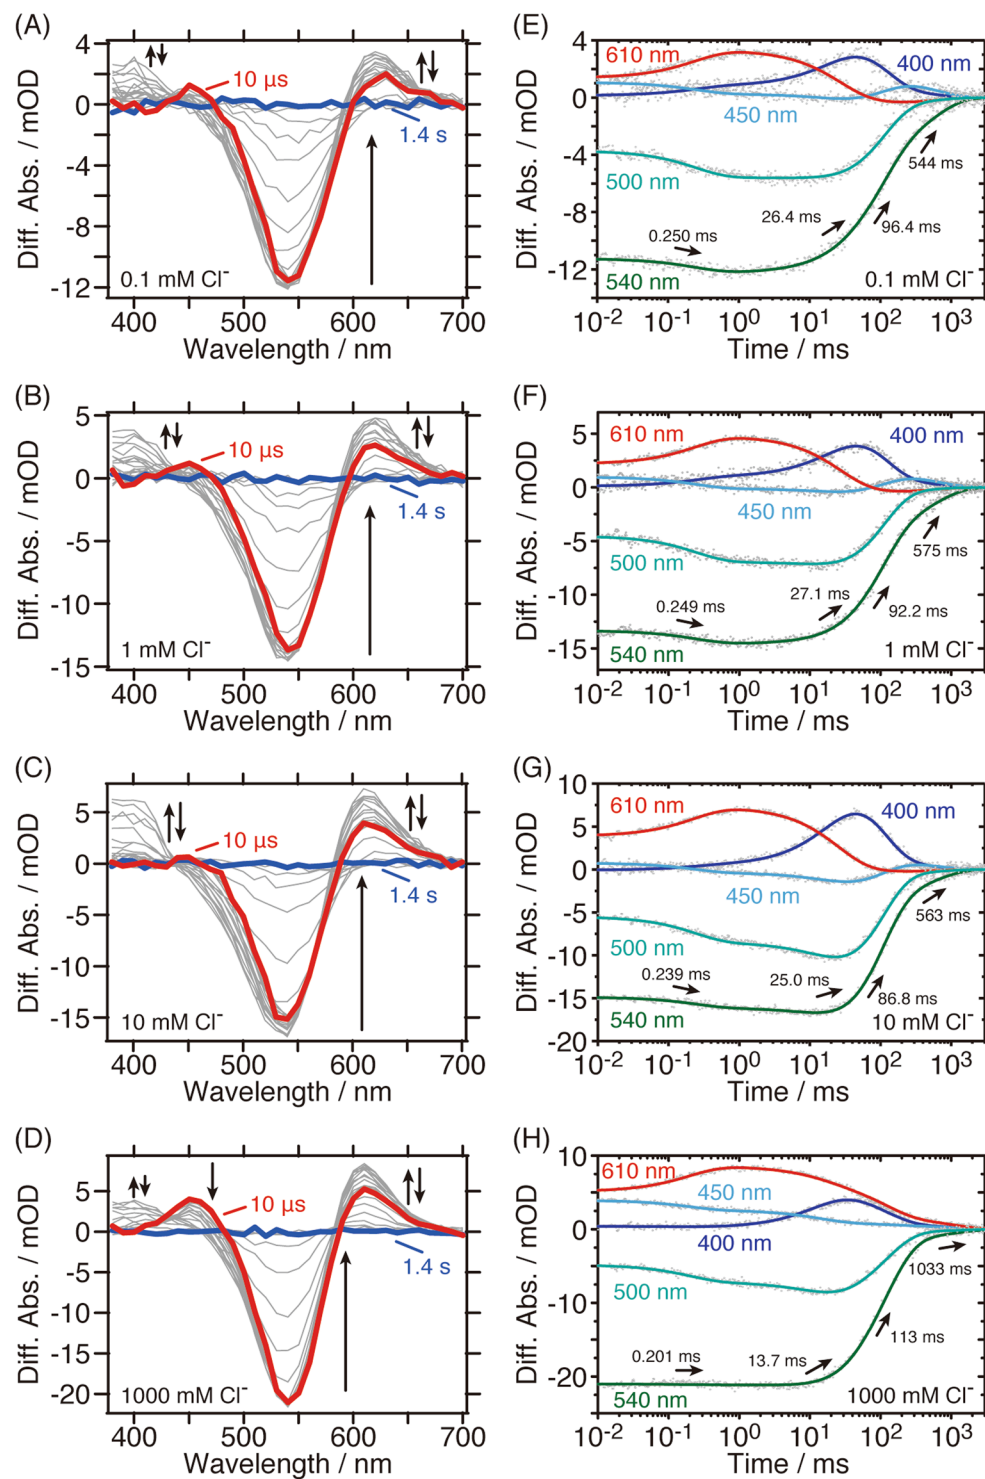 (A)
Diff. Abs. / mOD
4
0
-4
-8
-12
10 µs
1.4 s
0.1 mM Cl⁻
400 500 600 700
Wavelength / nm
(E)
Diff. Abs. / mOD
4
0
-4
-8
-12
610 nm
400 nm
450 nm
500 nm
540 nm
0.250 ms
26.4 ms
96.4 ms
544 ms
0.1 mM Cl⁻
10⁻² 10⁻¹ 10⁰ 10¹ 10² 10³
Time / ms
(B)
Diff. Abs. / mOD
5
0
-5
-10
-15
10 µs
1.4 s
1 mM Cl⁻
400 500 600 700
Wavelength / nm
(F)
Diff. Abs. / mOD
5
0
-5
-10
-15
610 nm
400 nm
450 nm
500 nm
540 nm
0.249 ms
27.1 ms
92.2 ms
575 ms
1 mM Cl⁻
10⁻² 10⁻¹ 10⁰ 10¹ 10² 10³
Time / ms
(C)
Diff. Abs. / mOD
5
0
-5
-10
-15
10 µs
1.4 s
10 mM Cl⁻
400 500 600 700
Wavelength / nm
(G)
Diff. Abs. / mOD
10
5
0
-5
-10
-15
-20
610 nm
400 nm
450 nm
500 nm
540 nm
0.239 ms
25.0 ms
86.8 ms
563 ms
10 mM Cl⁻
10⁻² 10⁻¹ 10⁰ 10¹ 10² 10³
Time / ms
(D)
Diff. Abs. / mOD
5
0
-5
-10
-15
-20
10 µs
1.4 s
1000 mM Cl⁻
400 500 600 700
Wavelength / nm
(H)
Diff. Abs. / mOD
10
0
-10
-20
610 nm
450 nm
400 nm
500 nm
540 nm
0.201 ms
13.7 ms
113 ms
1033 ms
1000 mM Cl⁻
10⁻² 10⁻¹ 10⁰ 10¹ 10² 10³
Time / ms